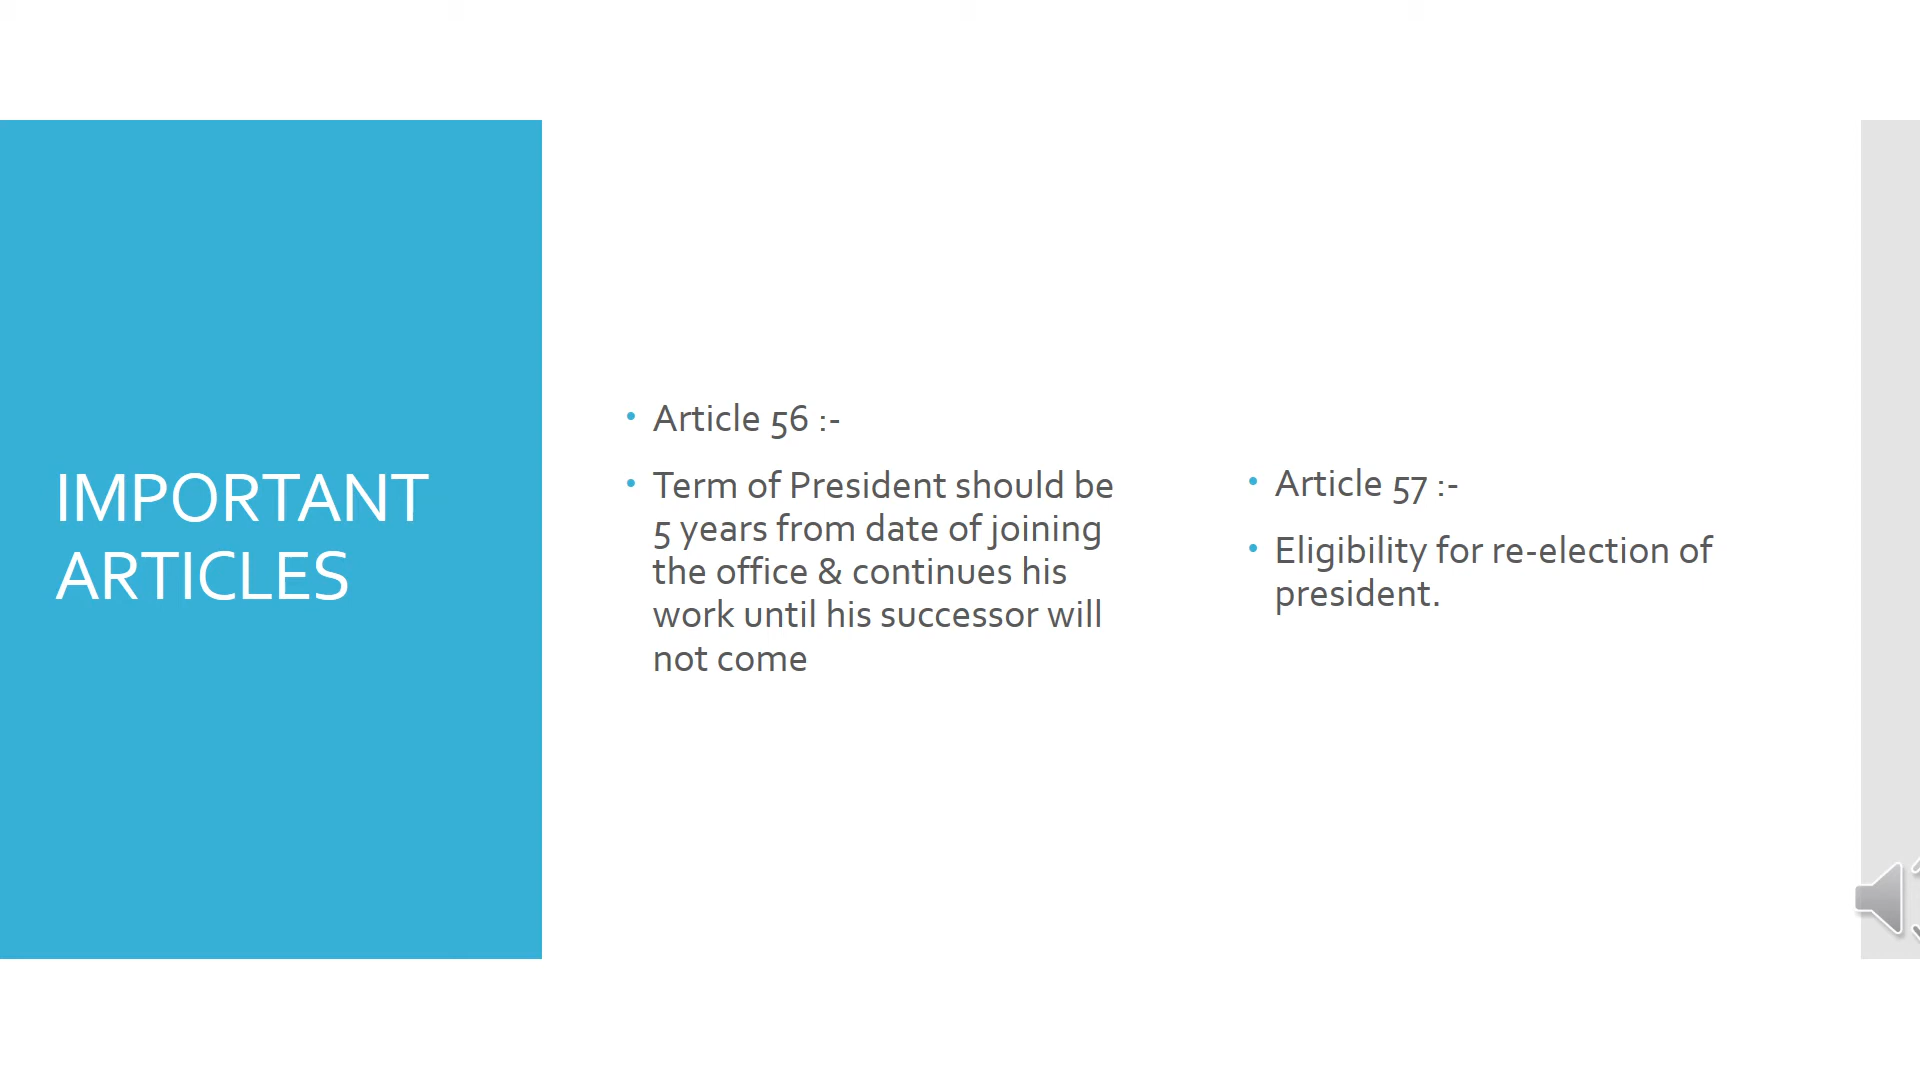 IMPORTANT
ARTICLES
• Article 56 :-
• Term of President should be
5 years from date of joining
the office & continues his
work until his successor will
not come
• Article 57 :-
• Eligibility for re-election of
president.